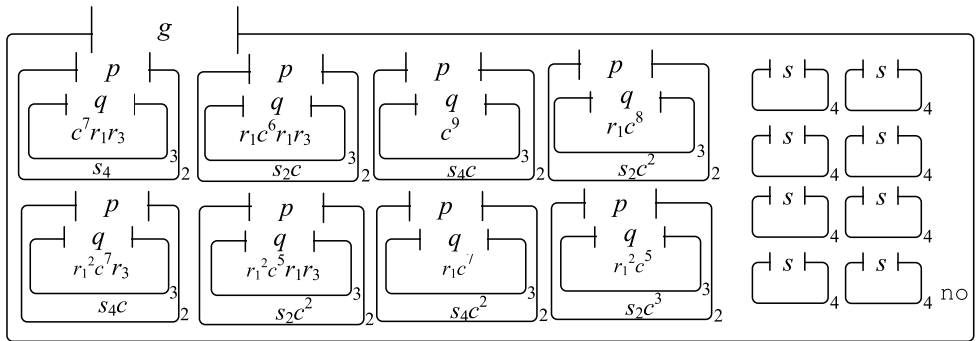 g
p p p p s s
q q q q
c⁷r₁r₃ r₁c⁶r₁r₃ c⁹ r₁c⁸ 4 4
3 3 3 3
s₄ s₂c s₄c s₂c² s s
2 2 2 2 4 4
p p p p s s
q q q q 4 4
r₁²c⁷r₃ r₁²c⁵r₁r₃ r₁c⁷ r₁²c⁵ s s
3 3 3 3
s₄c s₂c² s₄c² s₂c³ 4 4 no
2 2 2 2